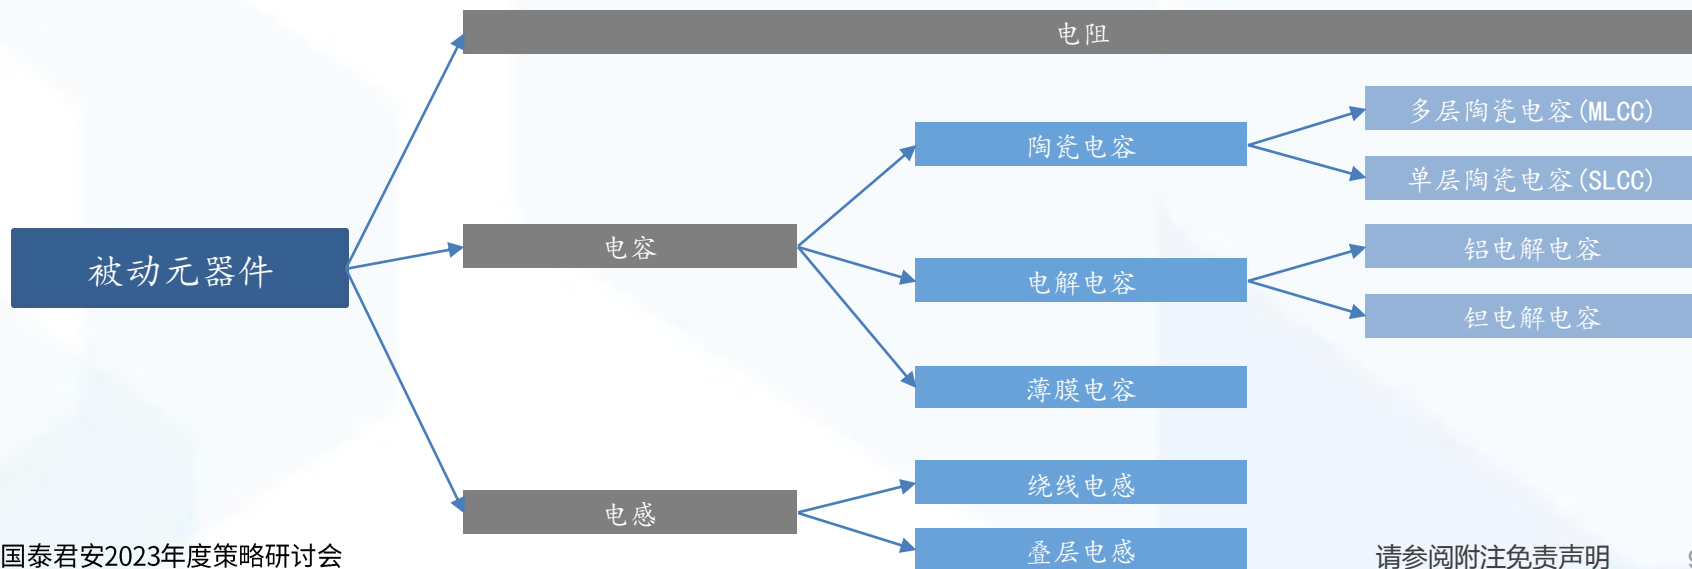 电阻
多层陶瓷电容(MLCC)
陶瓷电容
单层陶瓷电容(SLCC)
电容
铝电解电容
被动元器件
电解电容
钽电解电容
薄膜电容
绕线电感
电感
叠层电感
国泰君安2023年度策略研讨会
请参阅附注免责声明